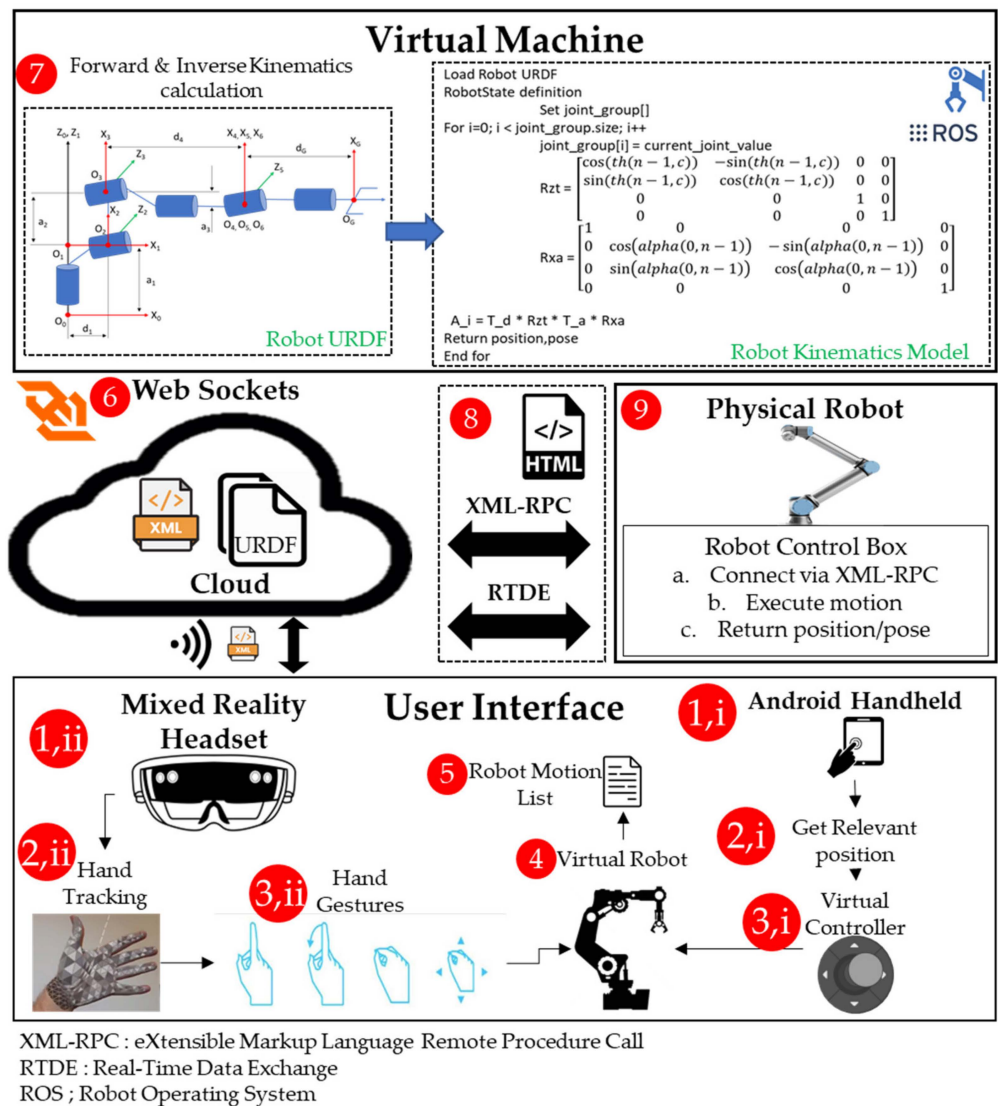 Virtual Machine
7
Forward & Inverse Kinematics
calculation
Z₀, Z₁
X₃
d₄
X₄, X₅, X₆
d_G
X_G
Z₃
Z₅
O₃
X₂
Z₂
a₂
O₂
a₃
O₄, O₅, O₆
O_G
O₁
X₁
a₁
O₀
X₀
d₁
Robot URDF
Load Robot URDF
RobotState definition
Set joint_group[]
For i=0; i < joint_group.size; i++
joint_group[i] = current_joint_value
cos(th(n − 1, c)) −sin(th(n − 1, c)) 0 0
sin(th(n − 1, c)) cos(th(n − 1, c)) 0 0
Rzt =
0 0 1 0
0 0 0 1
1 0 0 0
0 cos(alpha(0, n − 1)) − sin(alpha(0, n − 1)) 0
Rxa =
0 sin(alpha(0, n − 1)) cos(alpha(0, n − 1)) 0
0 0 0 1
A_i = T_d * Rzt * T_a * Rxa
Return position,pose
End for
Robot Kinematics Model
ROS
6
Web Sockets
</>
XML
URDF
Cloud
XML
8
</>
HTML
XML-RPC
RTDE
9
Physical Robot
Robot Control Box
a. Connect via XML-RPC
b. Execute motion
c. Return position/pose
User Interface
1,ii
Mixed Reality
Headset
2,ii
Hand
Tracking
3,ii
Hand
Gestures
5
Robot Motion
List
4
Virtual Robot
1,i
Android Handheld
2,i
Get Relevant
position
3,i
Virtual
Controller
XML-RPC : eXtensible Markup Language Remote Procedure Call
RTDE : Real-Time Data Exchange
ROS ; Robot Operating System